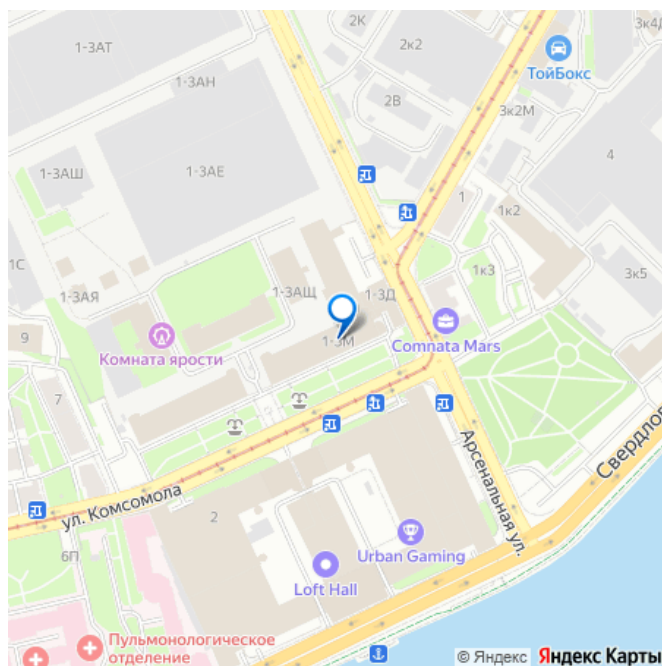 2К
1-3АТ
2к2
ТойБокс
3к4Д
1-3АН
2В
3к2М
4
1-3АШ
1-3АЕ
1
1к2
1С
1к3
3к5
1-3АЩ
1-3АЯ
1-3Д
9
Комната ярости
1-3М
Comnata Mars
7
ул. Комсомола
Арсенальная ул.
Свердлов
2
6П
Urban Gaming
Loft Hall
Пульмонологическое
отделение
© Яндекс Яндекс Карты